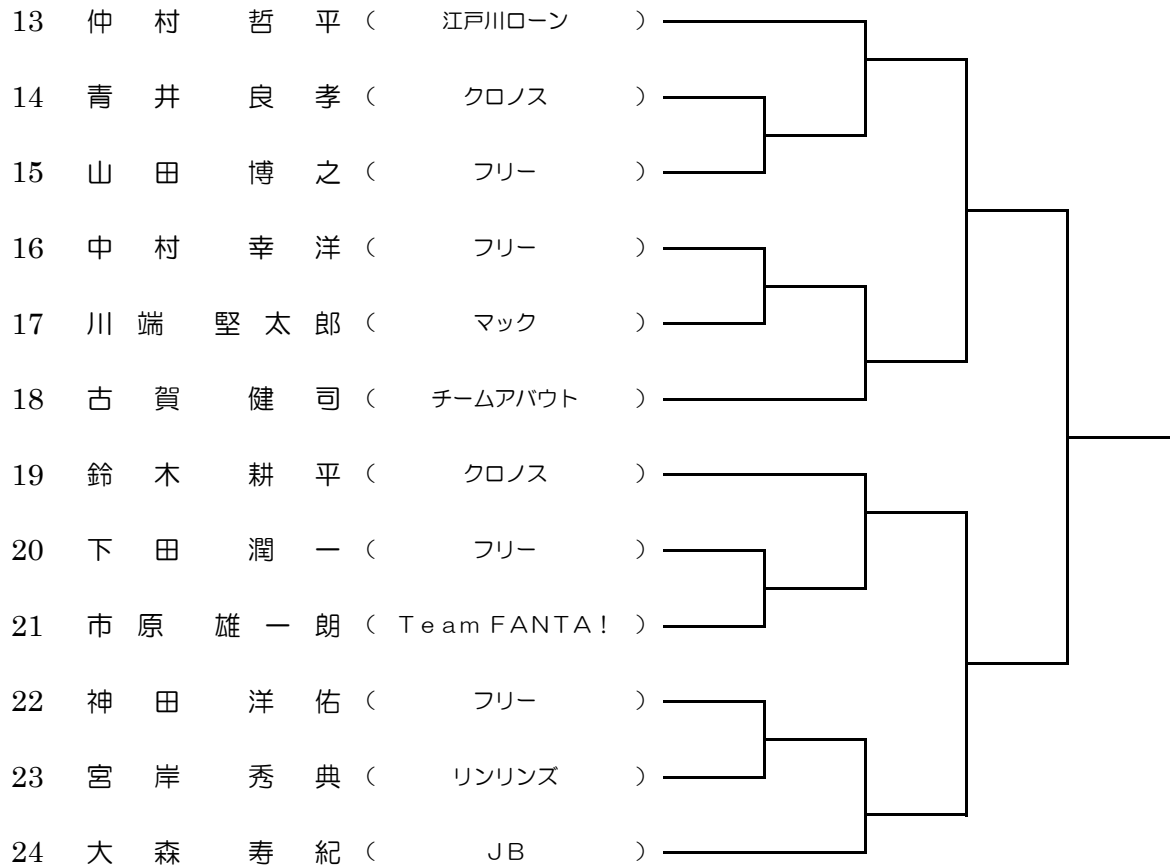 13 仲村 哲平 ( 江戸川ローン )
14 青井 良孝 ( クロノス )
15 山田 博之 ( フリー )
16 中村 幸洋 ( フリー )
17 川端 堅太郎 ( マック )
18 古賀 健司 ( チームアバウト )
19 鈴木 耕平 ( クロノス )
20 下田 潤一 ( フリー )
21 市原 雄一朗 ( Team FANTA! )
22 神田 洋佑 ( フリー )
23 宮岸 秀典 ( リンリンズ )
24 大森 寿紀 ( JB )